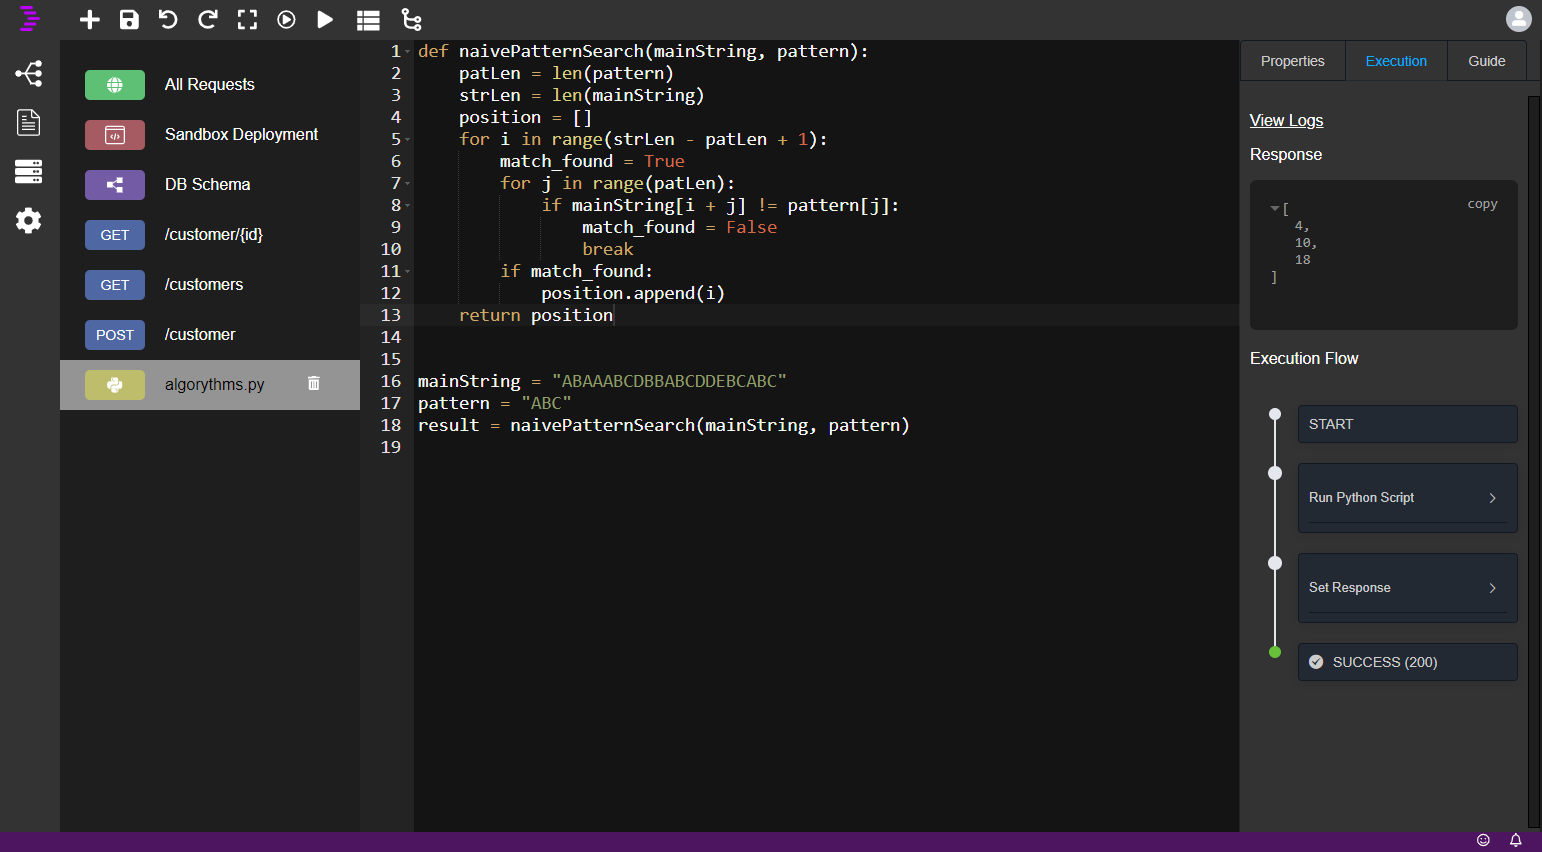 All Requests
Sandbox Deployment
DB Schema
GET /customer/{id}
GET /customers
POST /customer
algorythms.py
1 def naivePatternSearch(mainString, pattern):
2     patLen = len(pattern)
3     strLen = len(mainString)
4     position = []
5     for i in range(strLen - patLen + 1):
6         match_found = True
7         for j in range(patLen):
8             if mainString[i + j] != pattern[j]:
9                 match_found = False
10                 break
11         if match_found:
12             position.append(i)
13     return position
14
15
16 mainString = "ABAAABCDBBABCDDEBCABC"
17 pattern = "ABC"
18 result = naivePatternSearch(mainString, pattern)
19
Properties Execution Guide
View Logs
Response
copy
[
4,
10,
18
]
Execution Flow
START
Run Python Script
Set Response
SUCCESS (200)